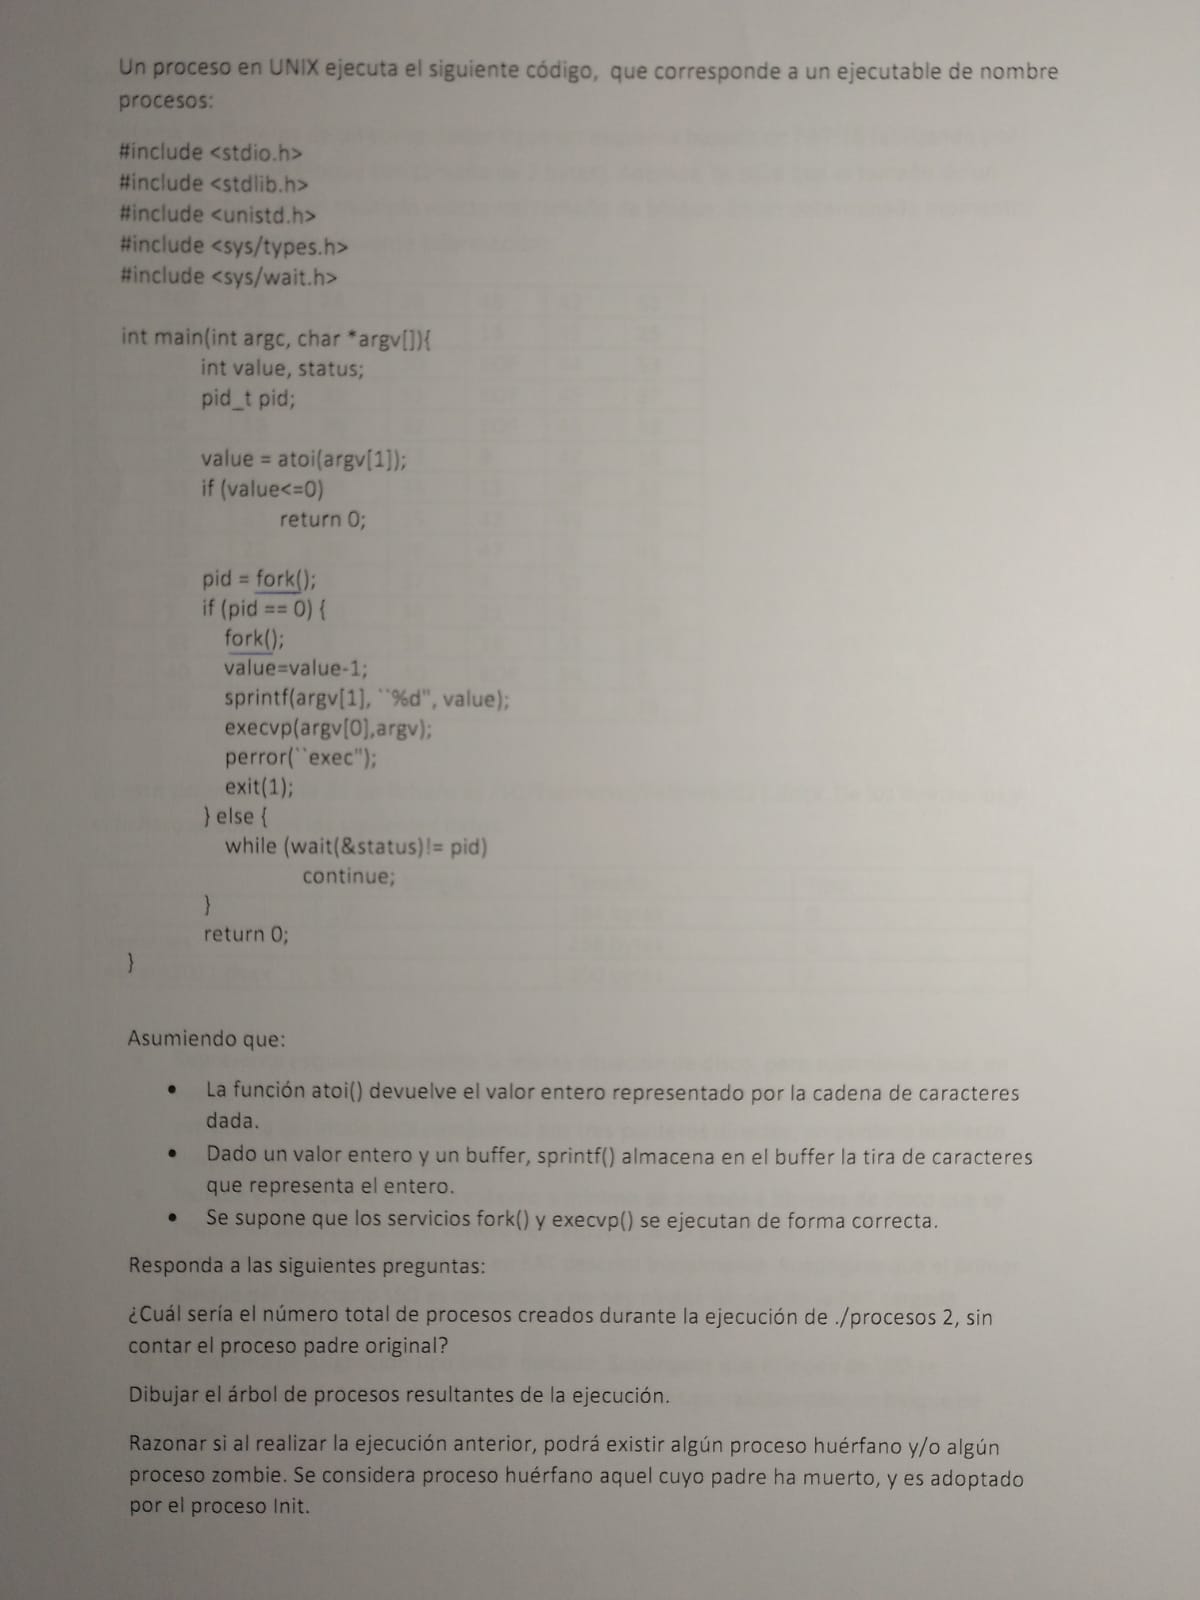 Un proceso en UNIX ejecuta el siguiente código, que corresponde a un ejecutable de nombre
procesos:
#include <stdio.h>
#include <stdlib.h>
#include <unistd.h>
#include <sys/types.h>
#include <sys/wait.h>
int main(int argc, char *argv[]){
int value, status;
pid_t pid;
value = atoi(argv[1]);
if (value<=0)
return 0;
pid = fork();
if (pid == 0) {
fork();
value=value-1;
sprintf(argv[1], ``%d", value);
execvp(argv[0],argv);
perror(``exec");
exit(1);
} else {
while (wait(&status)!= pid)
continue;
}
return 0;
}
Asumiendo que:
• La función atoi() devuelve el valor entero representado por la cadena de caracteres
dada.
• Dado un valor entero y un buffer, sprintf() almacena en el buffer la tira de caracteres
que representa el entero.
• Se supone que los servicios fork() y execvp() se ejecutan de forma correcta.
Responda a las siguientes preguntas:
¿Cuál sería el número total de procesos creados durante la ejecución de ./procesos 2, sin
contar el proceso padre original?
Dibujar el árbol de procesos resultantes de la ejecución.
Razonar si al realizar la ejecución anterior, podrá existir algún proceso huérfano y/o algún
proceso zombie. Se considera proceso huérfano aquel cuyo padre ha muerto, y es adoptado
por el proceso Init.